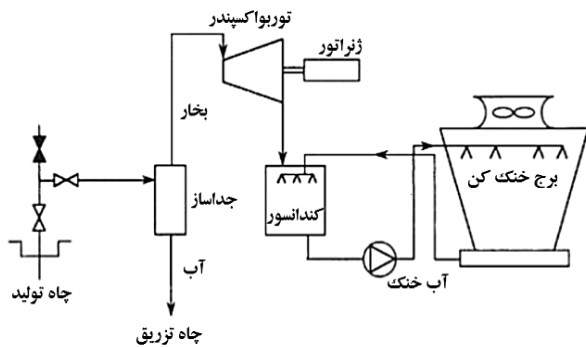 توربواکسپندر
ژنراتور
بخار
برج خنک کن
جداساز
کندانسور
آب خنک
آب
چاه تولید
چاه تزریق